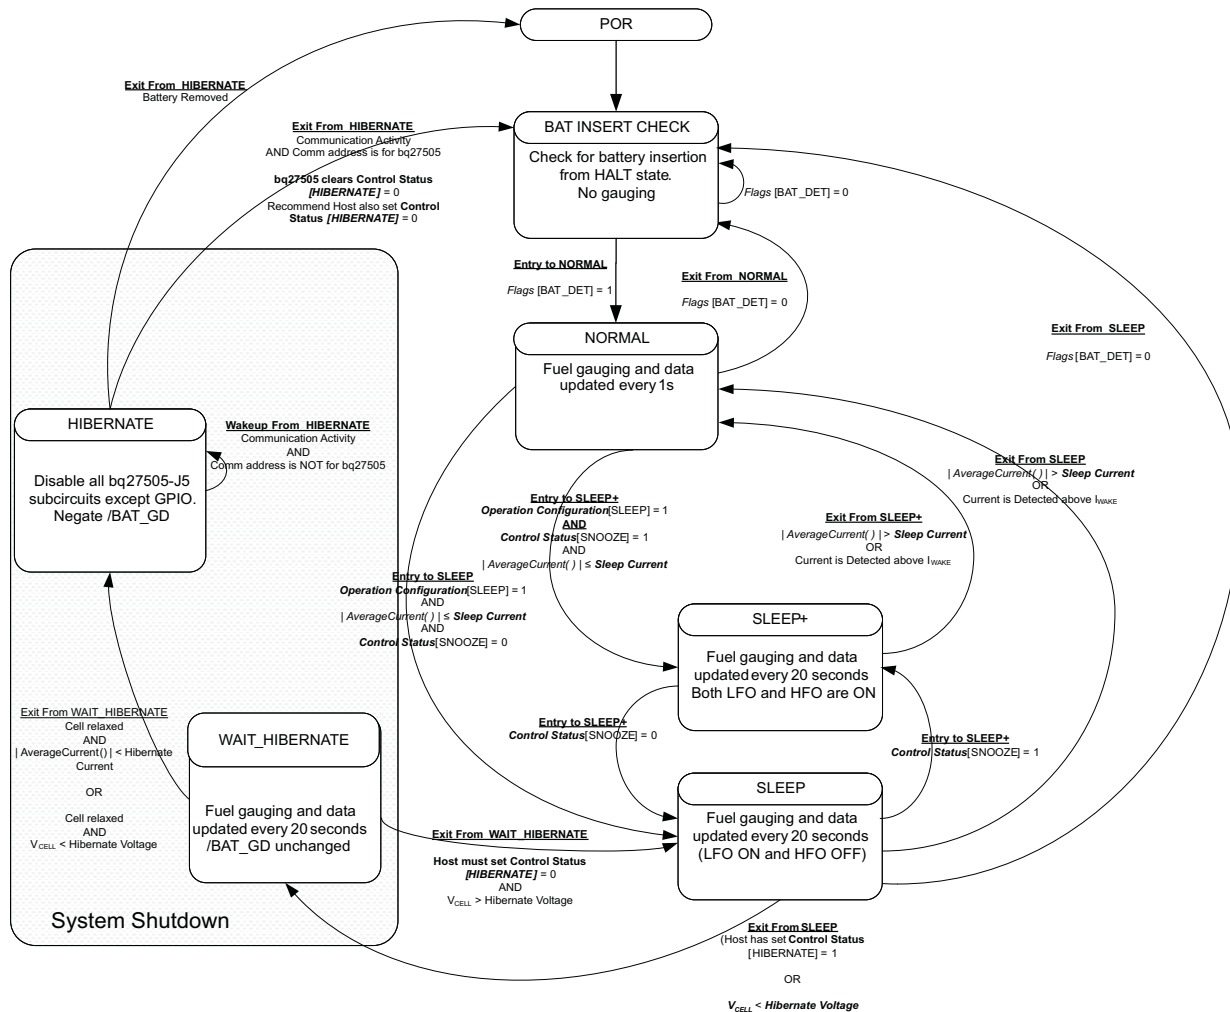 POR
Exit From HIBERNATE
Battery Removed
Exit From HIBERNATE
Communication Activity
AND Comm address is for bq27505
bq27505 clears Control Status
[HIBERNATE] = 0
Recommend Host also set Control
Status [HIBERNATE] = 0
BAT INSERT CHECK
Check for battery insertion
from HALT state.
No gauging
Flags [BAT_DET] = 0
Entry to NORMAL
Flags [BAT_DET] = 1
Exit From NORMAL
Flags [BAT_DET] = 0
Exit From SLEEP
Flags [BAT_DET] = 0
NORMAL
Fuel gauging and data
updated every 1s
HIBERNATE
Disable all bq27505-J5
subcircuits except GPIO.
Negate /BAT_GD
Wakeup From HIBERNATE
Communication Activity
AND
Comm address is NOT for bq27505
Exit From SLEEP
| AverageCurrent( ) | > Sleep Current
OR
Current is Detected above IWAKE
Entry to SLEEP+
Operation Configuration[SLEEP] = 1
AND
Control Status[SNOOZE] = 1
AND
| AverageCurrent( ) | ≤ Sleep Current
Exit From SLEEP+
| AverageCurrent( ) | > Sleep Current
OR
Current is Detected above IWAKE
Entry to SLEEP
Operation Configuration[SLEEP] = 1
AND
| AverageCurrent( ) | ≤ Sleep Current
AND
Control Status[SNOOZE] = 0
SLEEP+
Fuel gauging and data
updated every 20 seconds
Both LFO and HFO are ON
Exit From WAIT_HIBERNATE
Cell relaxed
AND
| AverageCurrent() | < Hibernate
Current
OR
Cell relaxed
AND
VCELL < Hibernate Voltage
WAIT_HIBERNATE
Fuel gauging and data
updated every 20 seconds
/BAT_GD unchanged
Entry to SLEEP+
Control Status[SNOOZE] = 0
Entry to SLEEP+
Control Status[SNOOZE] = 1
SLEEP
Fuel gauging and data
updated every 20 seconds
(LFO ON and HFO OFF)
Exit From WAIT_HIBERNATE
Host must set Control Status
[HIBERNATE] = 0
AND
VCELL > Hibernate Voltage
System Shutdown
Exit From SLEEP
(Host has set Control Status
[HIBERNATE] = 1
OR
VCELL < Hibernate Voltage